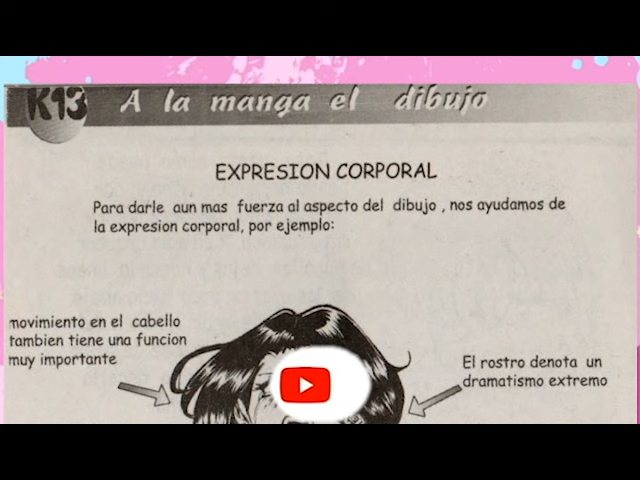 K13
A la manga el dibujo
EXPRESION CORPORAL
Para darle aun mas fuerza al aspecto del dibujo , nos ayudamos de
la expresion corporal, por ejemplo:
movimiento en el cabello
tambien tiene una funcion
muy importante
El rostro denota un
dramatismo extremo